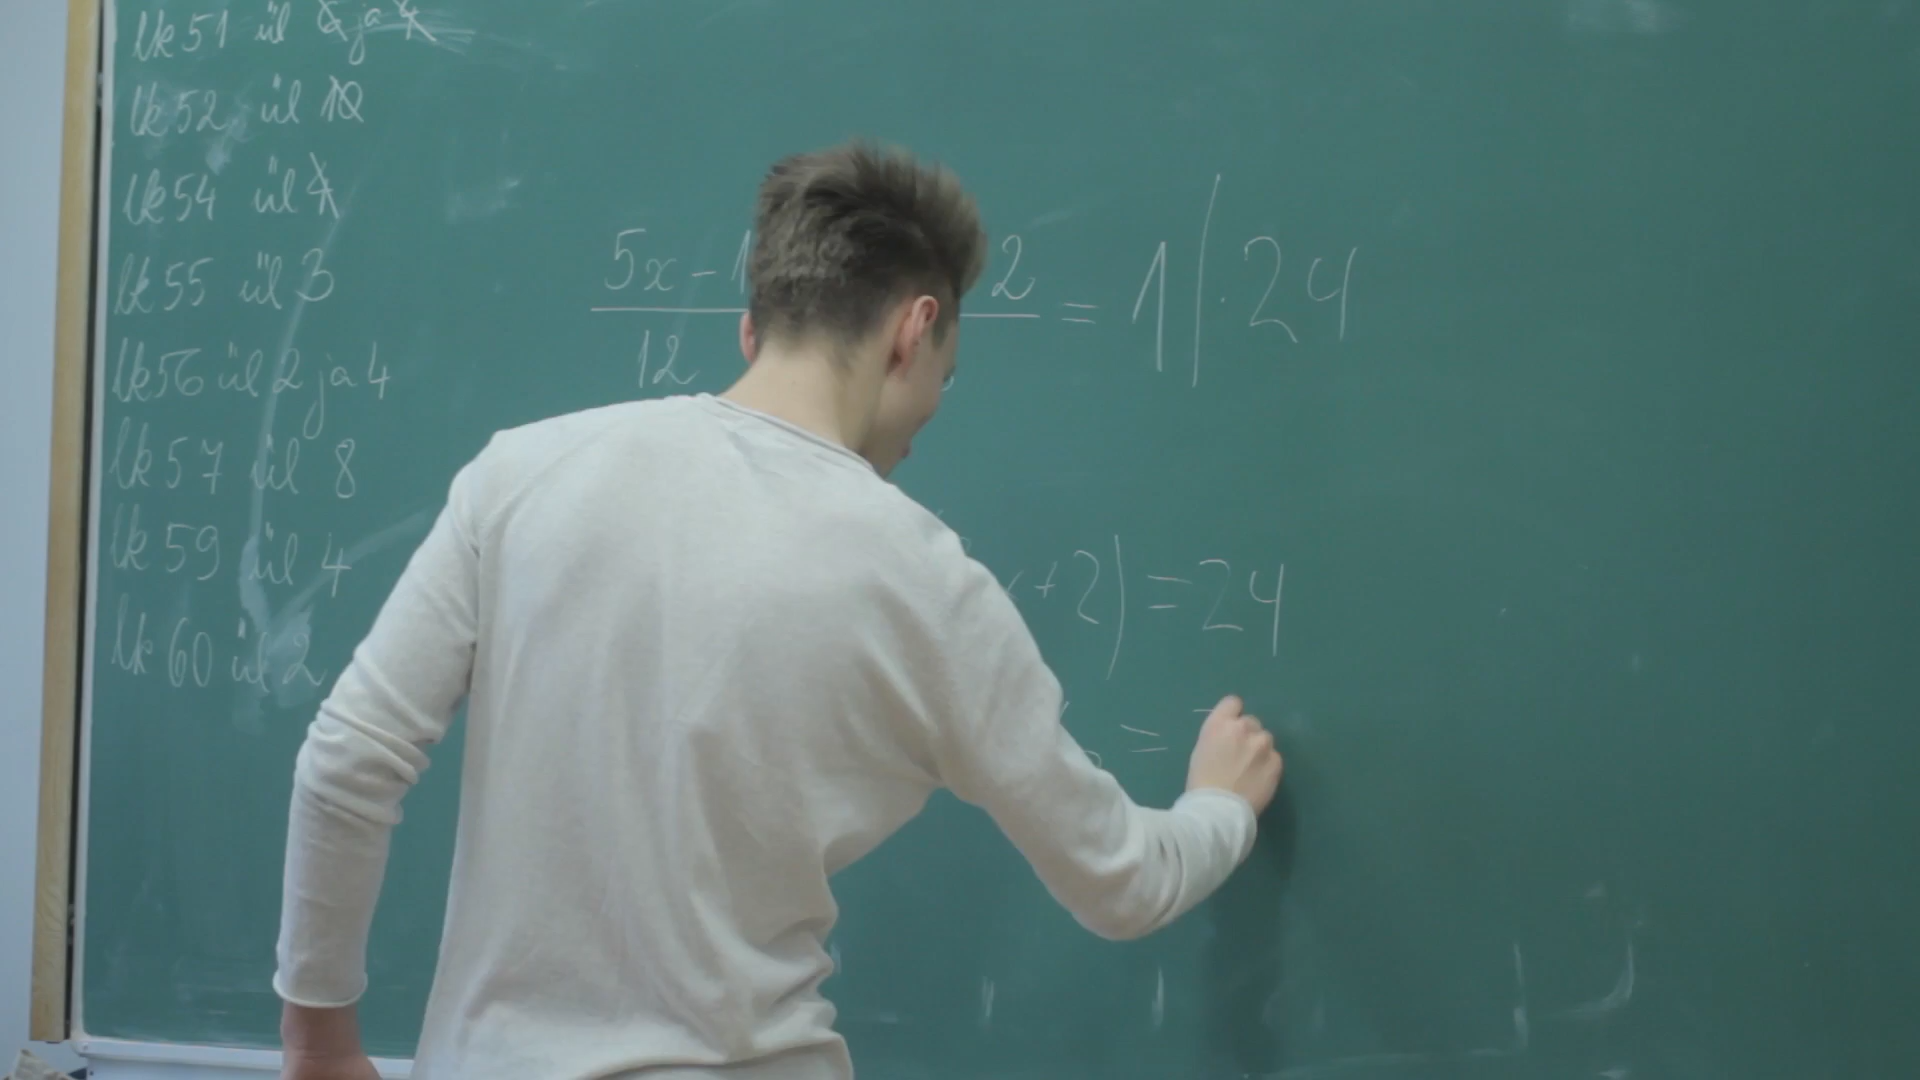 lk 51 ül 2 ja 4
lk 52 ül 10
lk 54 ül 4
lk 55 ül 3
lk 56 ül 2 ja 4
lk 57 ül 8
lk 59 ül 4
lk 60 ül 2
5x - 1 2
12 = 1 | · 24
+ 2) = 24
=